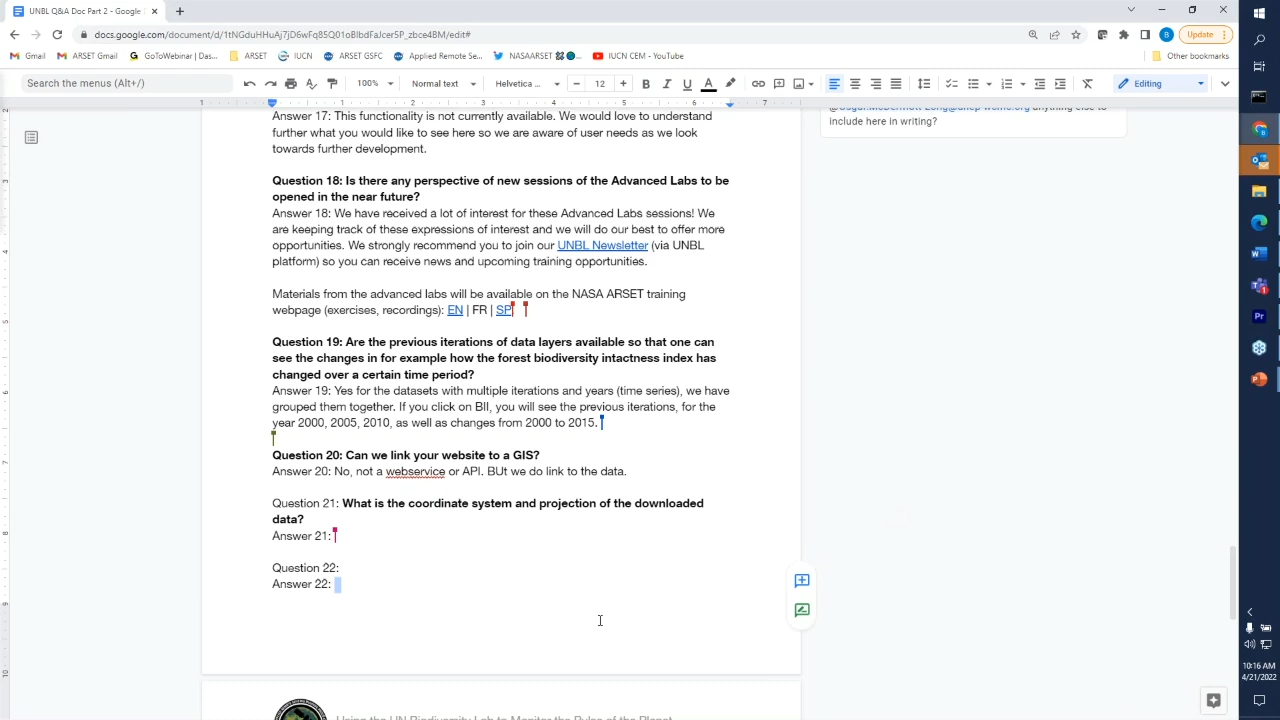 UNBL Q&A Doc Part 2 - Google
docs.google.com/document/d/1tNGduHHuAj7jD6wFq85Q01oBlbdFaJcer5P_zbce4BM/edit#
Update
Gmail ARSET Gmail GoToWebinar | Das... ARSET IUCN ARSET GSFC Applied Remote Se... NASAARSET IUCN CEM - YouTube Other bookmarks
Search the menus (Alt+/) 100% Normal text Helvetica ... 12 Editing
anything else to
include here in writing?
Answer 17: This functionality is not currently available. We would love to understand
further what you would like to see here so we are aware of user needs as we look
towards further development.
Question 18: Is there any perspective of new sessions of the Advanced Labs to be
opened in the near future?
Answer 18: We have received a lot of interest for these Advanced Labs sessions! We
are keeping track of these expressions of interest and we will do our best to offer more
opportunities. We strongly recommend you to join our UNBL Newsletter (via UNBL
platform) so you can receive news and upcoming training opportunities.
Materials from the advanced labs will be available on the NASA ARSET training
webpage (exercises, recordings): EN | FR | SP
Question 19: Are the previous iterations of data layers available so that one can
see the changes in for example how the forest biodiversity intactness index has
changed over a certain time period?
Answer 19: Yes for the datasets with multiple iterations and years (time series), we have
grouped them together. If you click on BII, you will see the previous iterations, for the
year 2000, 2005, 2010, as well as changes from 2000 to 2015.
Question 20: Can we link your website to a GIS?
Answer 20: No, not a webservice or API. BUt we do link to the data.
Question 21: What is the coordinate system and projection of the downloaded
data?
Answer 21:
Question 22:
Answer 22:
Using the UN Biodiversity Lab to Monitor the Pulse of the Planet
10:16 AM
4/21/2022